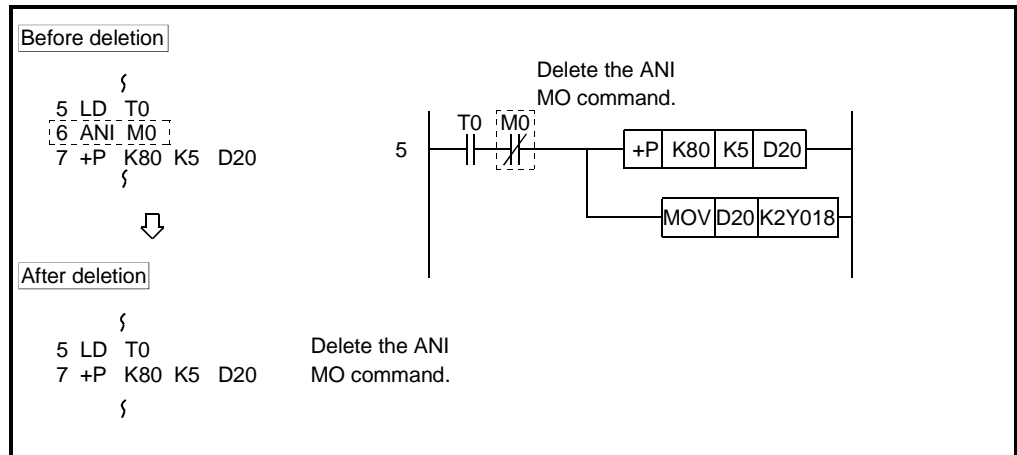 Before deletion
5 LD T0
6 ANI M0
7 +P K80 K5 D20
Delete the ANI
MO command.
T0 M0
5 +P K80 K5 D20
MOV D20 K2Y018
After deletion
5 LD T0
7 +P K80 K5 D20
Delete the ANI
MO command.